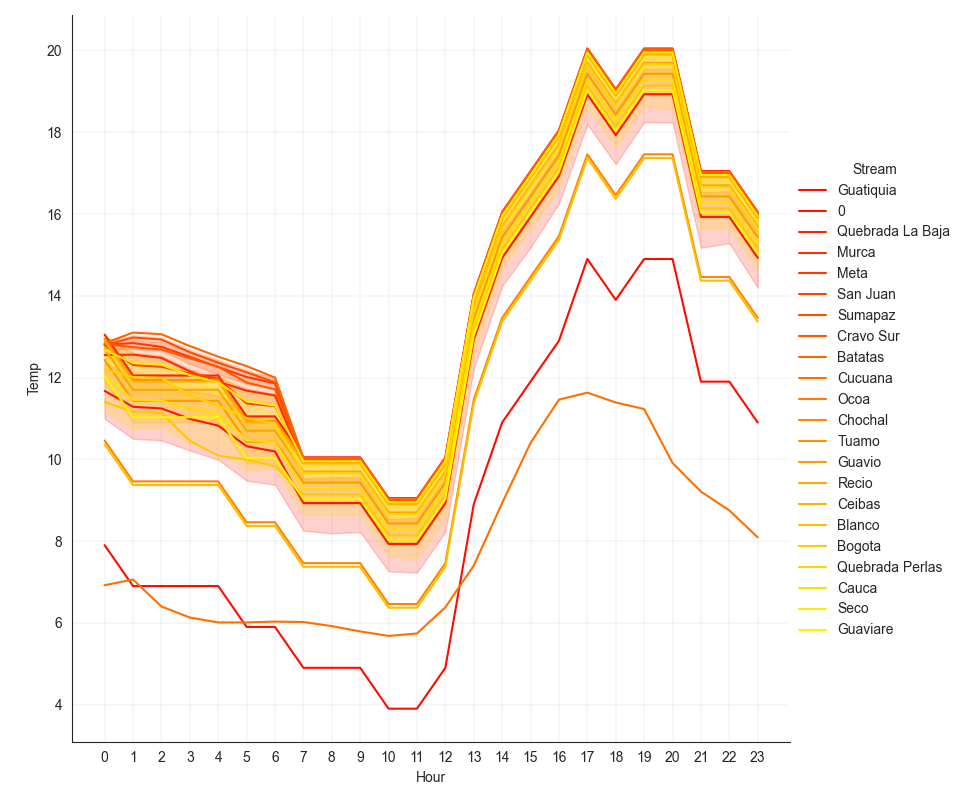 20
18
16
14
12
10
8
6
4
Temp
0 1 2 3 4 5 6 7 8 9 10 11 12 13 14 15 16 17 18 19 20 21 22 23
Hour
Stream
Guatiquia
0
Quebrada La Baja
Murca
Meta
San Juan
Sumapaz
Cravo Sur
Batatas
Cucuana
Ocoa
Chochal
Tuamo
Guavio
Recio
Ceibas
Blanco
Bogota
Quebrada Perlas
Cauca
Seco
Guaviare